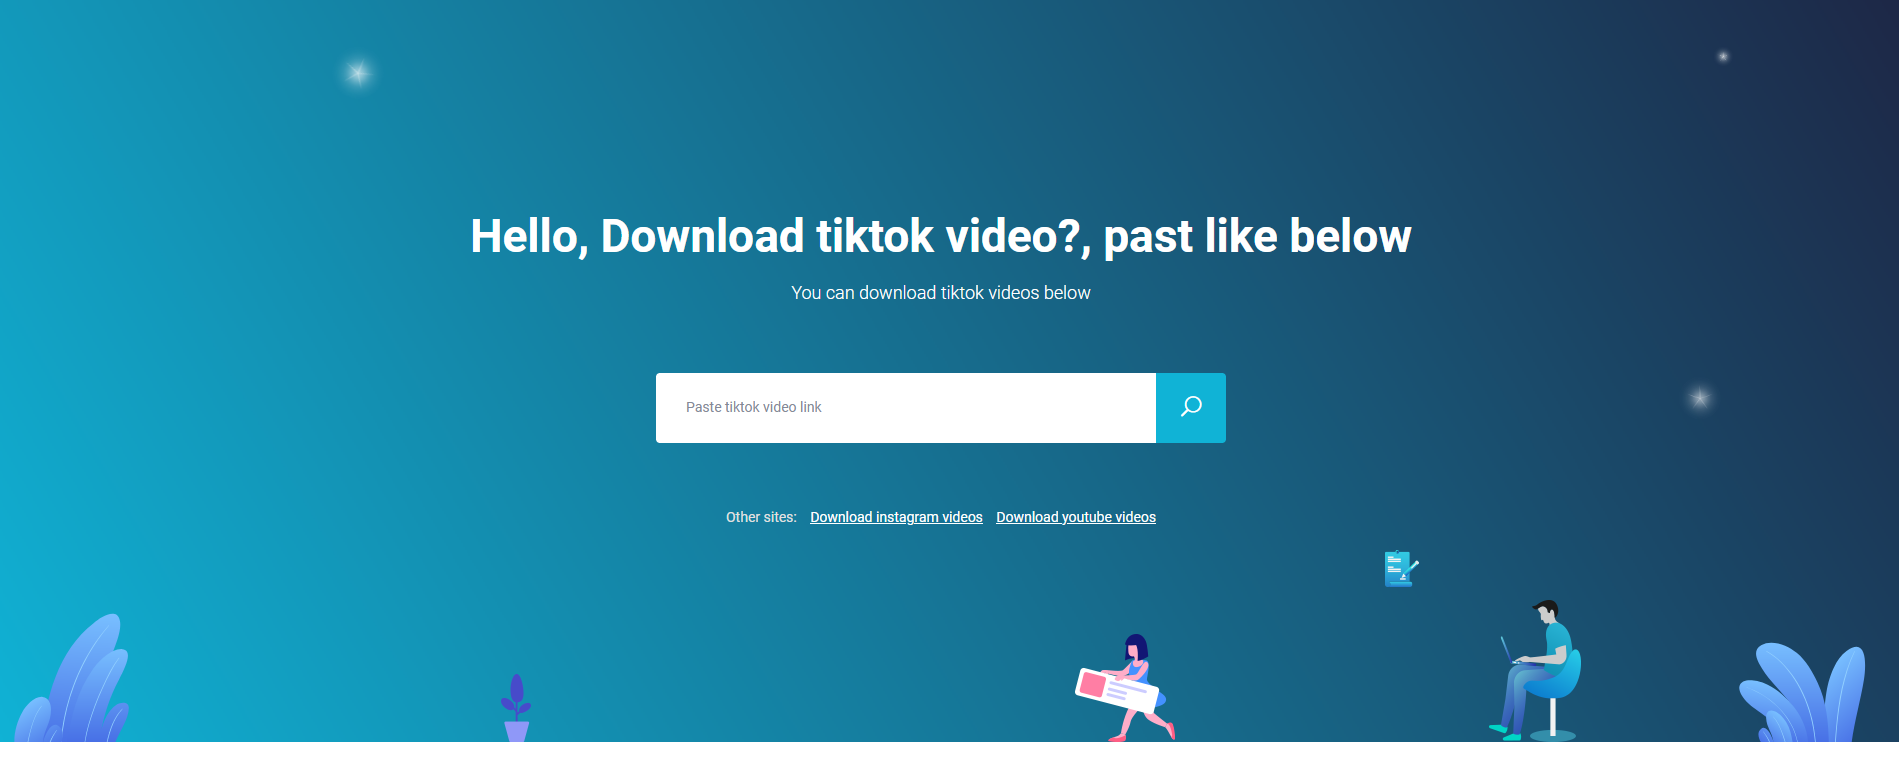 Hello, Download tiktok video?, past like below
You can download tiktok videos below
Paste tiktok video link
Other sites: Download instagram videos Download youtube videos